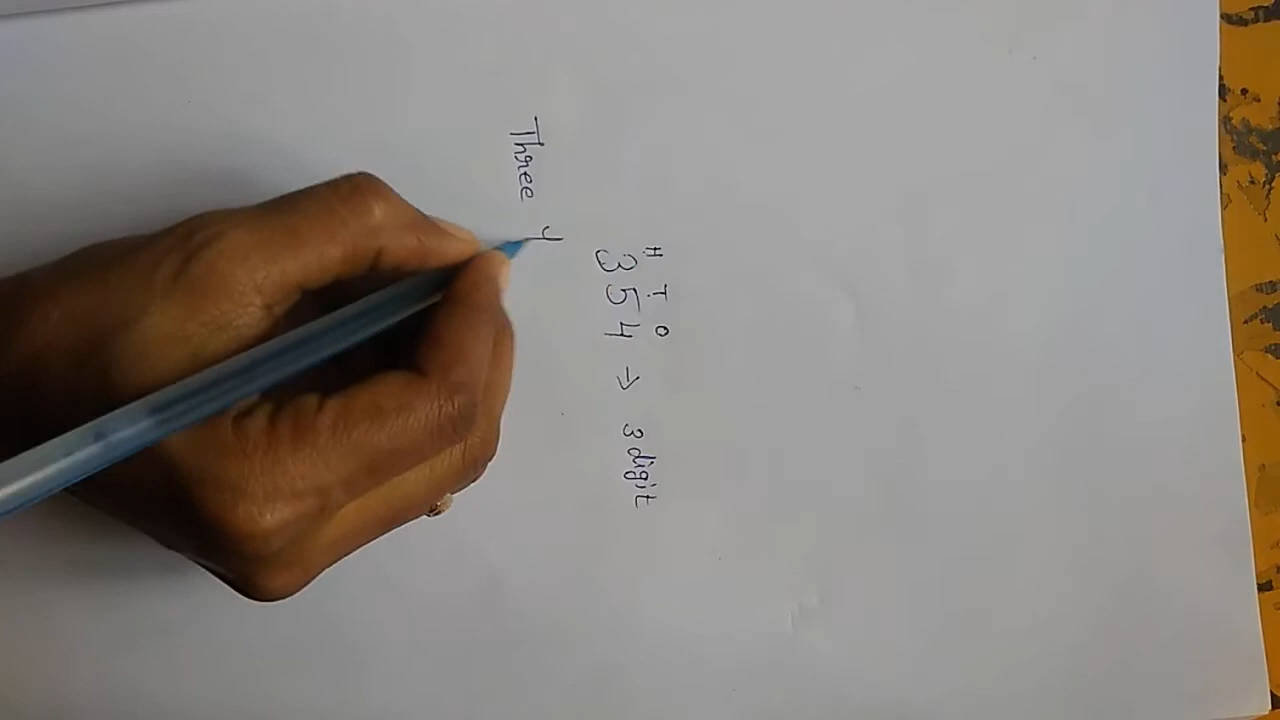 H T O
354 → 3 digit
Three